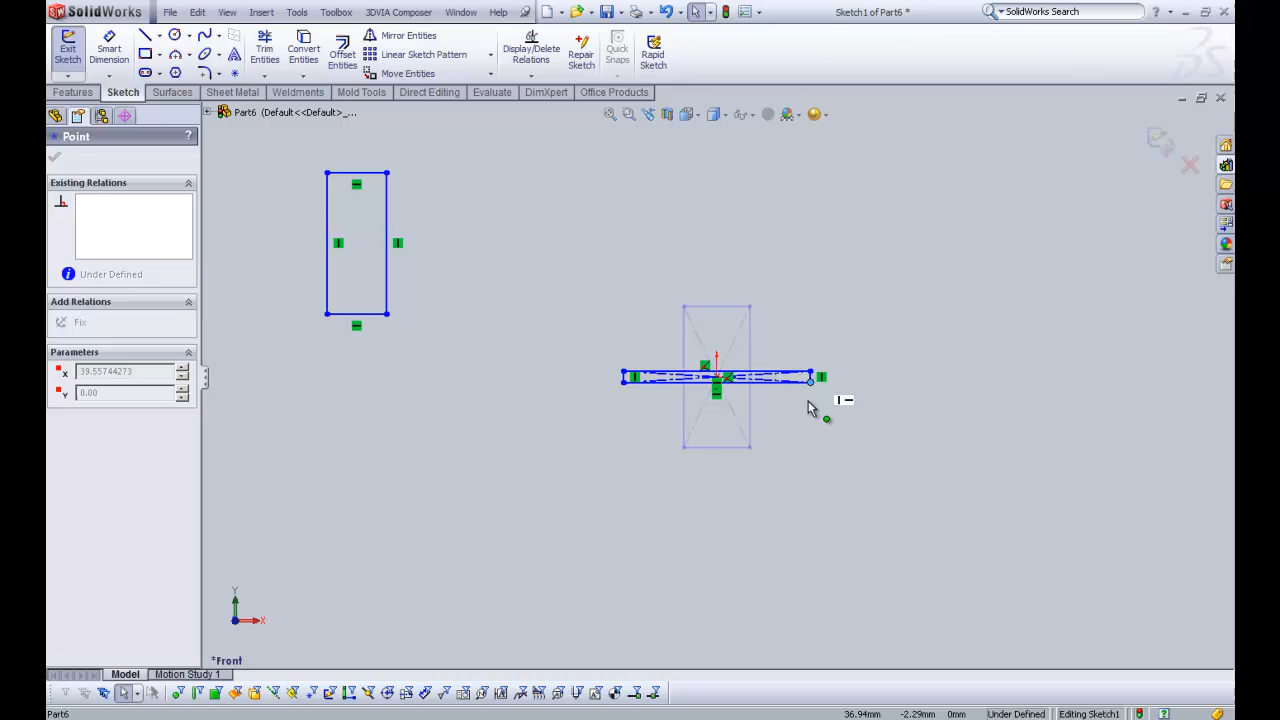 SolidWorks File Edit View Insert Tools Toolbox 3DVIA Composer Window Help Sketch1 of Part6 * SolidWorks Search
Exit Sketch Smart Dimension Trim Entities Convert Entities Offset Entities Mirror Entities Linear Sketch Pattern Move Entities Display/Delete Relations Repair Sketch Quick Snaps Rapid Sketch
Features Sketch Surfaces Sheet Metal Weldments Mold Tools Direct Editing Evaluate DimXpert Office Products
Part6 (Default<<Default>_...
Point ?
Existing Relations
Under Defined
Add Relations
Fix
Parameters
X 39.55744273
Y 0.00
Y
X
*Front
Model Motion Study 1
Part6 36.94mm -2.29mm 0mm Under Defined Editing Sketch1